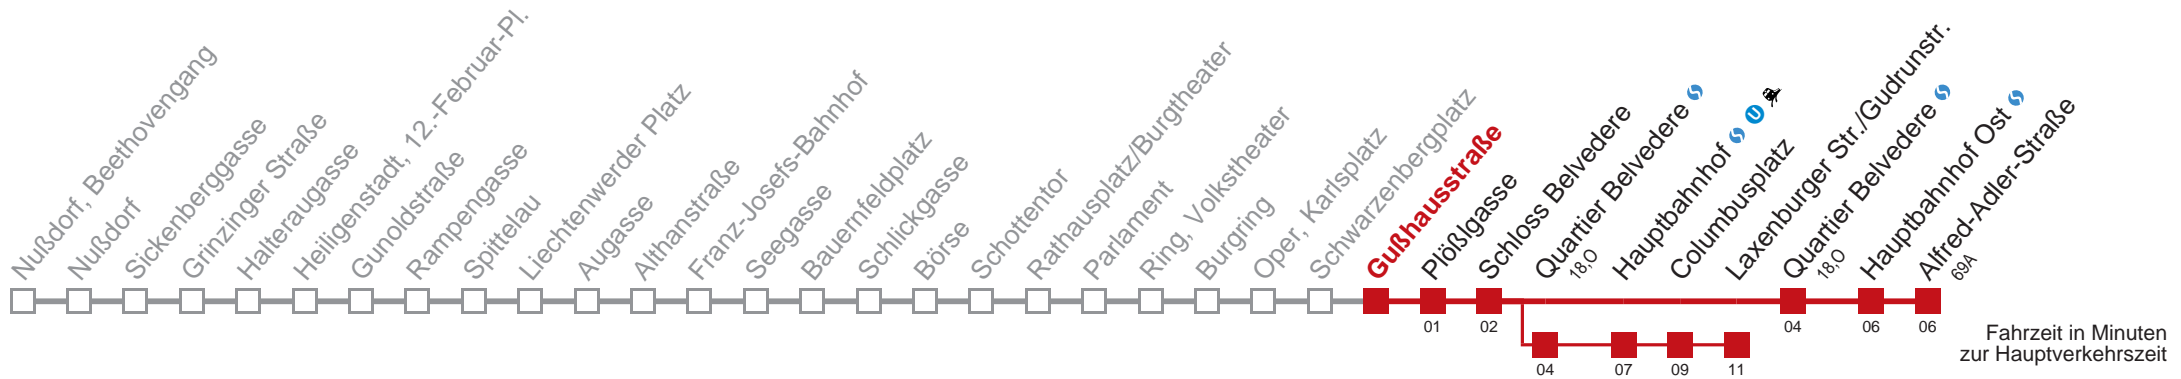 Nußdorf, Beethovengang
Nußdorf
Sickenberggasse
Grinzinger Straße
Halteraugasse
Heiligenstadt, 12.-Februar-Pl.
Gunoldstraße
Rampengasse
Spittelau
Liechtenwerder Platz
Augasse
Althanstraße
Franz-Josefs-Bahnhof
Seegasse
Bauernfeldplatz
Schlickgasse
Börse
Schottentor
Rathausplatz/Burgtheater
Parlament
Ring, Volkstheater
Burgring
Oper, Karlsplatz
Schwarzenbergplatz
Gußhausstraße
Plößlgasse
Schloss Belvedere
Quartier Belvedere S
18,O
Hauptbahnhof S U
Columbusplatz
Laxenburger Str./Gudrunstr.
Quartier Belvedere S
18,O
Hauptbahnhof Ost S
Alfred-Adler-Straße
69A
01
02
04
06
06
04
07
09
11
Fahrzeit in Minuten
zur Hauptverkehrszeit